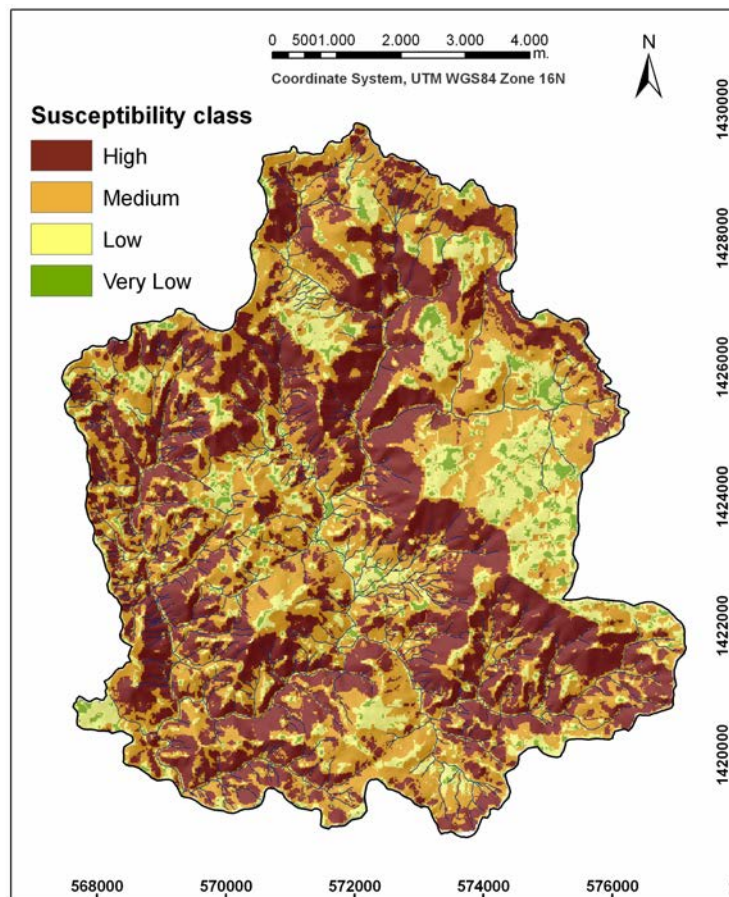 0 5001.000 2.000 3.000 4.000
m.
N
Coordinate System, UTM WGS84 Zone 16N
Susceptibility class
High
Medium
Low
Very Low
1430000
1428000
1426000
1424000
1422000
1420000
568000 570000 572000 574000 576000